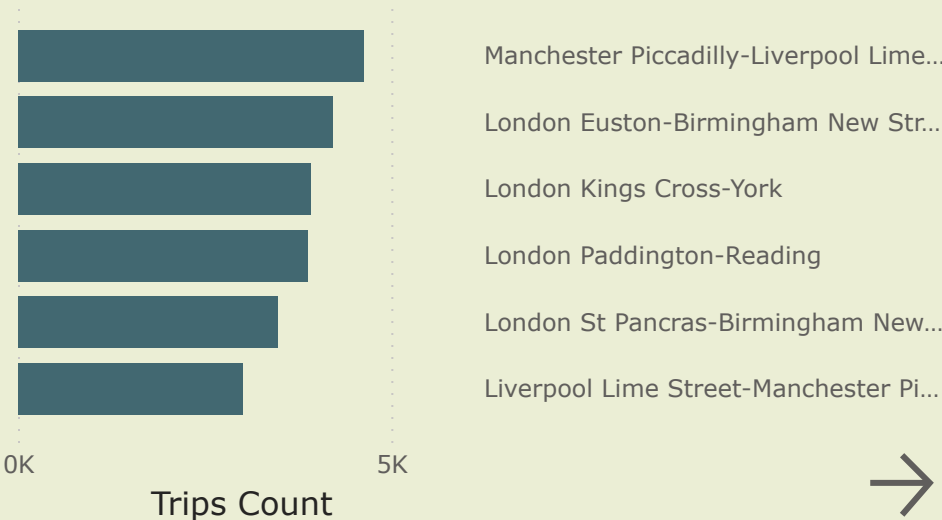 Manchester Piccadilly-Liverpool Lime...
London Euston-Birmingham New Str...
London Kings Cross-York
London Paddington-Reading
London St Pancras-Birmingham New...
Liverpool Lime Street-Manchester Pi...
0K 5K
Trips Count